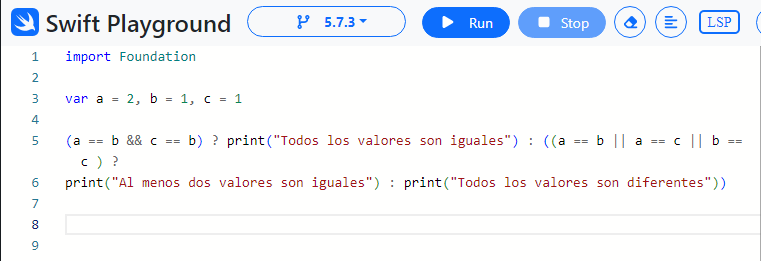 Swift Playground 5.7.3 Run Stop LSP
1 import Foundation
2
3 var a = 2, b = 1, c = 1
4
5 (a == b && c == b) ? print("Todos los valores son iguales") : ((a == b || a == c || b ==
c ) ?
6 print("Al menos dos valores son iguales") : print("Todos los valores son diferentes"))
7
8
9